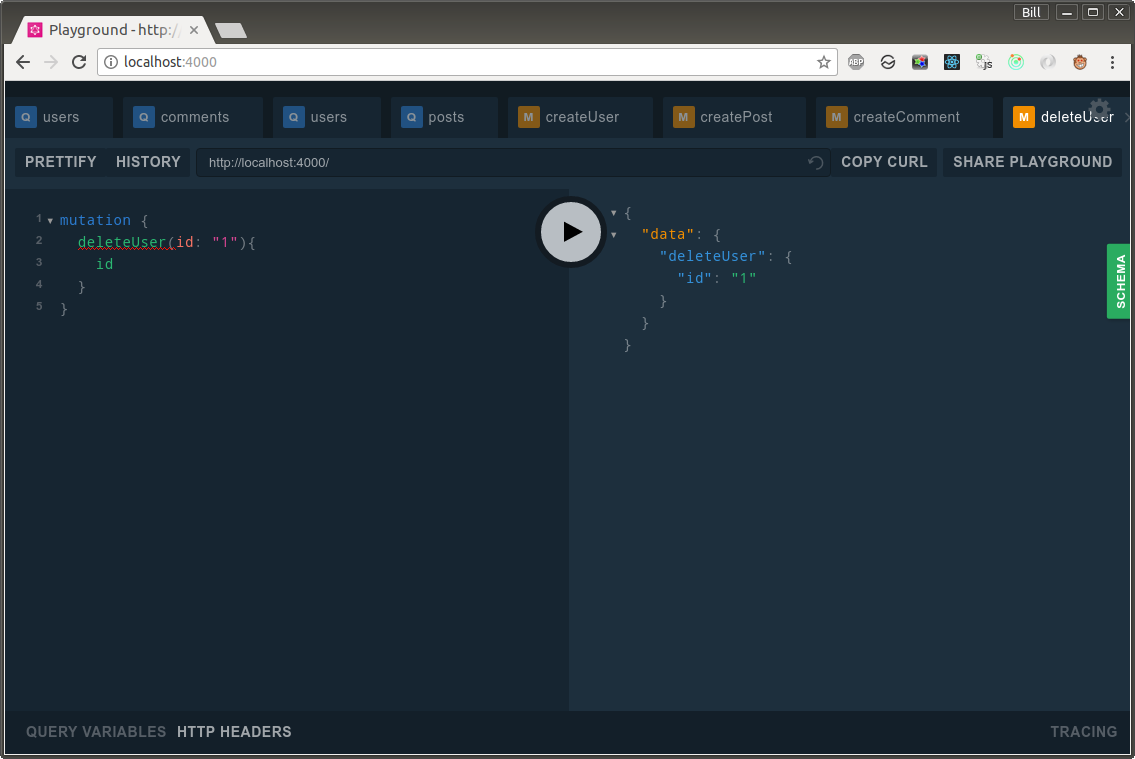 Bill
Playground - http:/
localhost:4000
ABP
JS
Q users
Q comments
Q users
Q posts
M createUser
M createPost
M createComment
M deleteUser
PRETTIFY HISTORY http://localhost:4000/ COPY CURL SHARE PLAYGROUND
1 mutation {
2 deleteUser(id: "1"){
3 id
4 }
5 }
{
"data": {
"deleteUser": {
"id": "1"
}
}
}
SCHEMA
QUERY VARIABLES HTTP HEADERS TRACING